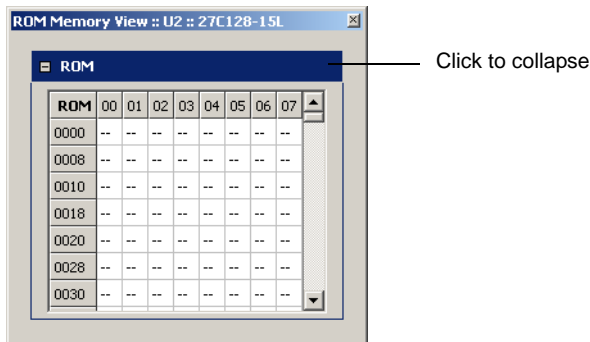 ROM Memory View :: U2 :: 27C128-15L
Click to collapse
ROM
ROM 00 01 02 03 04 05 06 07
0000 -- -- -- -- -- -- -- --
0008 -- -- -- -- -- -- -- --
0010 -- -- -- -- -- -- -- --
0018 -- -- -- -- -- -- -- --
0020 -- -- -- -- -- -- -- --
0028 -- -- -- -- -- -- -- --
0030 -- -- -- -- -- -- -- --